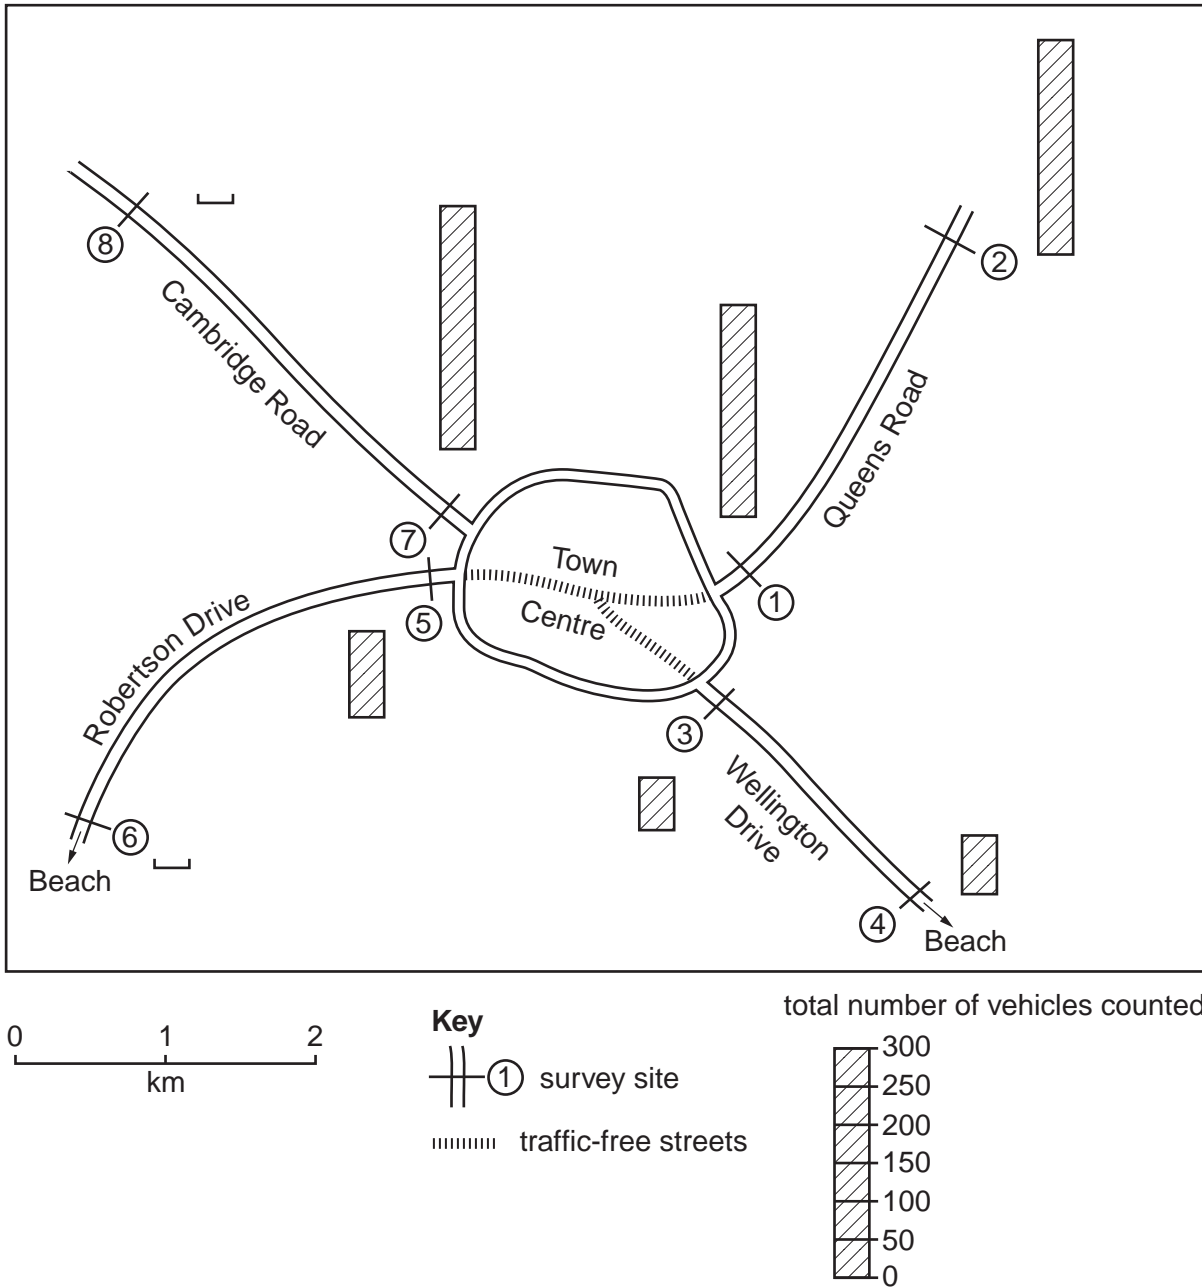 2
8
Cambridge Road
Queens Road
7
Town
Centre
1
5
Robertson Drive
3
Wellington
Drive
6
Beach
4
Beach
total number of vehicles counted
0 1 2
km
Key
1 survey site
traffic-free streets
300
250
200
150
100
50
0